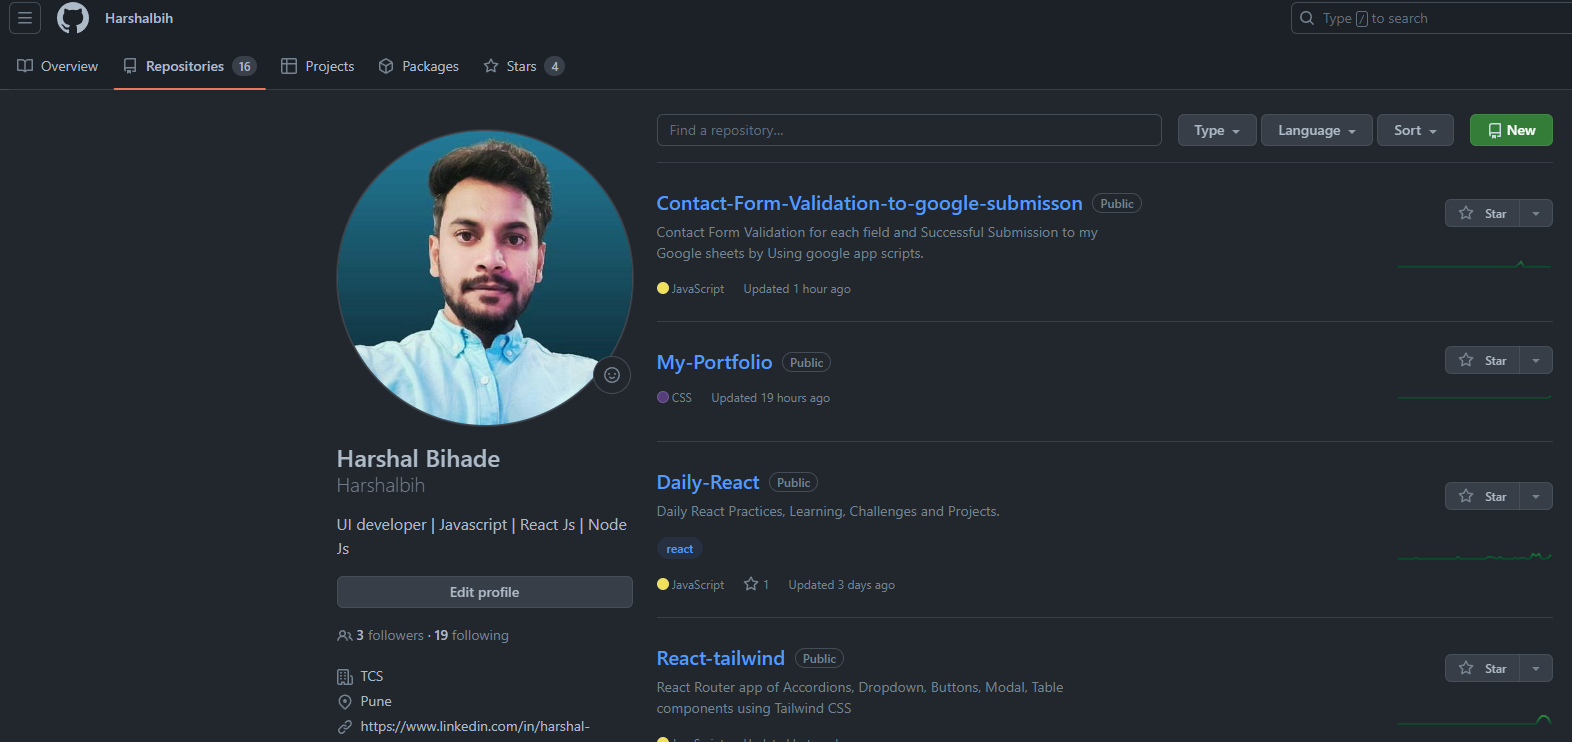 Harshalbih
Type / to search
Overview
Repositories 16
Projects
Packages
Stars 4
Find a repository...
Type
Language
Sort
New
Contact-Form-Validation-to-google-submisson Public
Star
Contact Form Validation for each field and Successful Submission to my
Google sheets by Using google app scripts.
JavaScript Updated 1 hour ago
My-Portfolio Public
Star
CSS Updated 19 hours ago
Daily-React Public
Star
Daily React Practices, Learning, Challenges and Projects.
react
JavaScript 1 Updated 3 days ago
React-tailwind Public
Star
React Router app of Accordions, Dropdown, Buttons, Modal, Table
components using Tailwind CSS
Harshal Bihade
Harshalbih
UI developer | Javascript | React Js | Node
Js
Edit profile
3 followers · 19 following
TCS
Pune
https://www.linkedin.com/in/harshal-